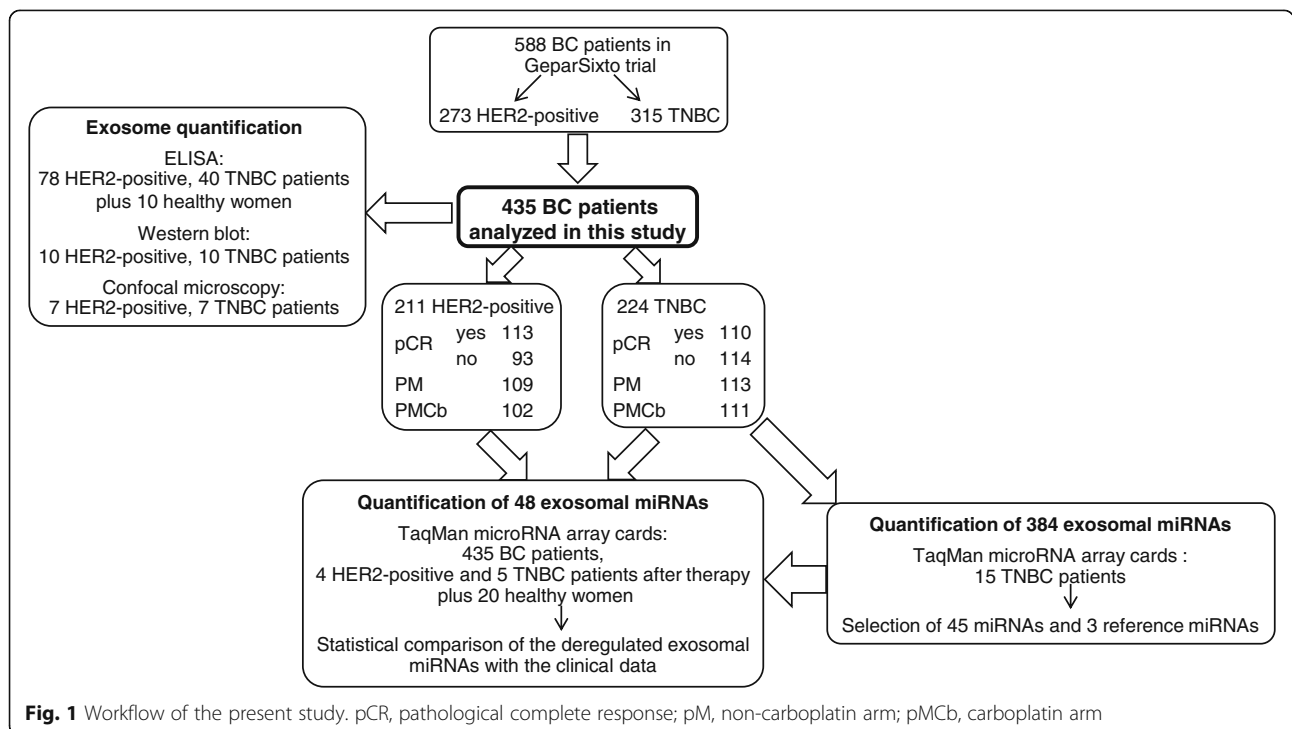 588 BC patients in
GeparSixto trial
273 HER2-positive 315 TNBC
Exosome quantification
ELISA:
78 HER2-positive, 40 TNBC patients
plus 10 healthy women
Western blot:
10 HER2-positive, 10 TNBC patients
Confocal microscopy:
7 HER2-positive, 7 TNBC patients
435 BC patients
analyzed in this study
211 HER2-positive
pCR yes 113
no 93
PM 109
PMCb 102
224 TNBC
pCR yes 110
no 114
PM 113
PMCb 111
Quantification of 48 exosomal miRNAs
TaqMan microRNA array cards:
435 BC patients,
4 HER2-positive and 5 TNBC patients after therapy
plus 20 healthy women
Statistical comparison of the deregulated exosomal
miRNAs with the clinical data
Quantification of 384 exosomal miRNAs
TaqMan microRNA array cards :
15 TNBC patients
Selection of 45 miRNAs and 3 reference miRNAs
Fig. 1 Workflow of the present study. pCR, pathological complete response; pM, non-carboplatin arm; pMCb, carboplatin arm